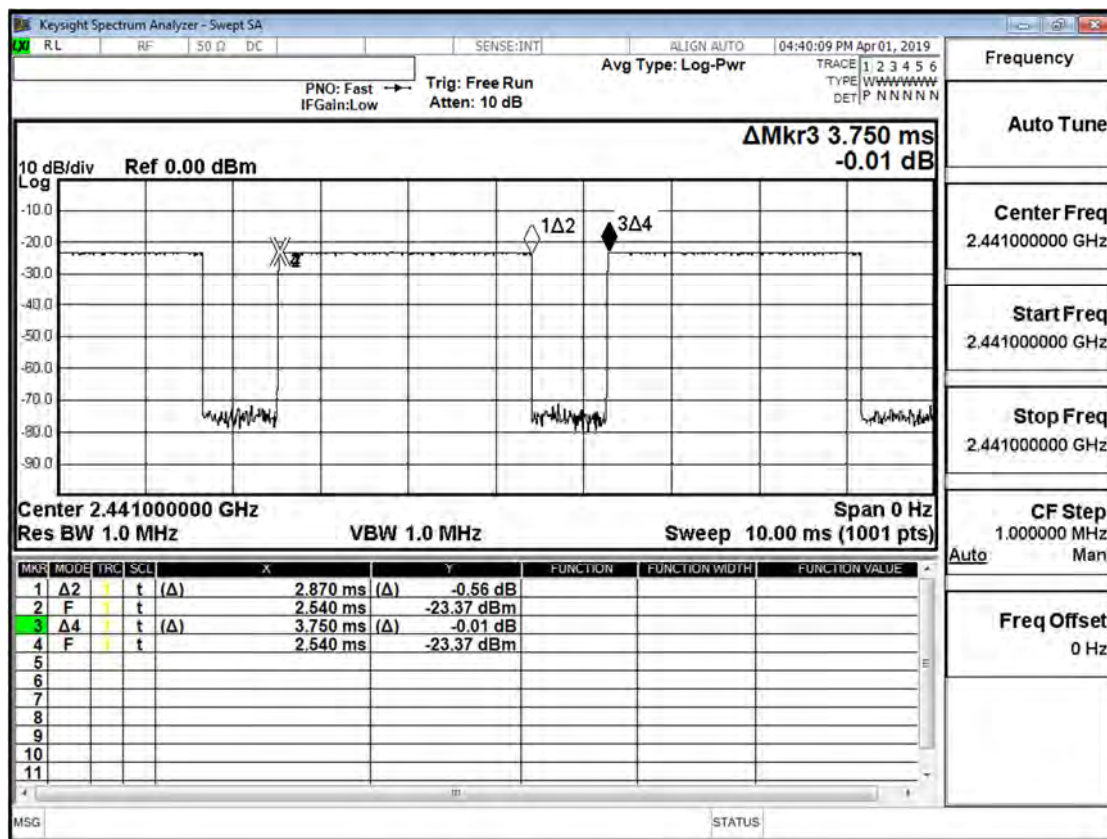 Keysight Spectrum Analyzer - Swept SA
LXI RL RF 50 Ω DC SENSE:INT ALIGN AUTO 04:40:09 PM Apr 01, 2019
PNO: Fast
IFGain:Low
Trig: Free Run
Atten: 10 dB
Avg Type: Log-Pwr
TRACE 1 2 3 4 5 6
TYPE WWWWWW
DET P N N N N N
ΔMkr3 3.750 ms
-0.01 dB
10 dB/div Ref 0.00 dBm
Log
-10.0
-20.0
-30.0
-40.0
-50.0
-60.0
-70.0
-80.0
-90.0
1Δ2
3Δ4
Center 2.441000000 GHz Span 0 Hz
Res BW 1.0 MHz VBW 1.0 MHz Sweep 10.00 ms (1001 pts)
MKR MODE TRC SCL X Y FUNCTION FUNCTION WIDTH FUNCTION VALUE
1 Δ2 1 t (Δ) 2.870 ms (Δ) -0.56 dB
2 F 1 t 2.540 ms -23.37 dBm
3 Δ4 1 t (Δ) 3.750 ms (Δ) -0.01 dB
4 F 1 t 2.540 ms -23.37 dBm
5
6
7
8
9
10
11
MSG STATUS
Frequency
Auto Tune
Center Freq
2.441000000 GHz
Start Freq
2.441000000 GHz
Stop Freq
2.441000000 GHz
CF Step
1.000000 MHz
Auto Man
Freq Offset
0 Hz